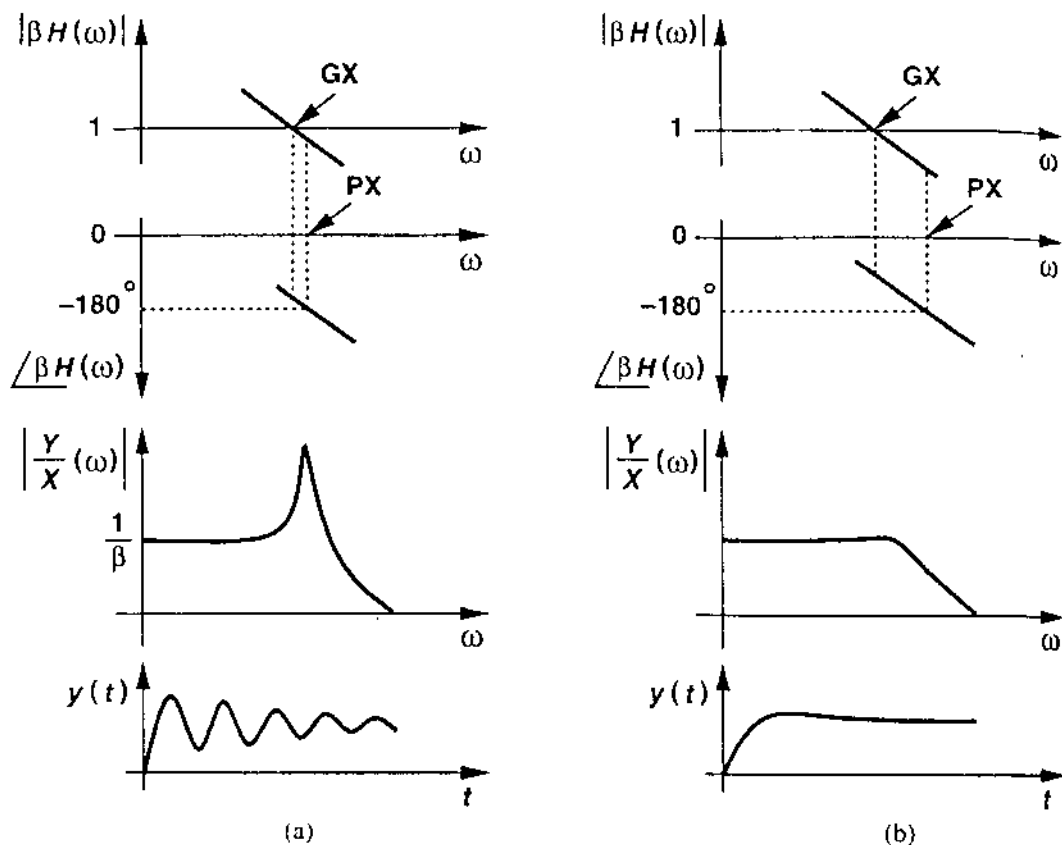 |βH(ω)|
GX
1
ω
PX
0
ω
−180°
∠βH(ω)
|Y/X (ω)|
1/β
ω
y(t)
t
(a)
|βH(ω)|
GX
1
ω
PX
0
ω
−180°
∠βH(ω)
|Y/X (ω)|
ω
y(t)
t
(b)